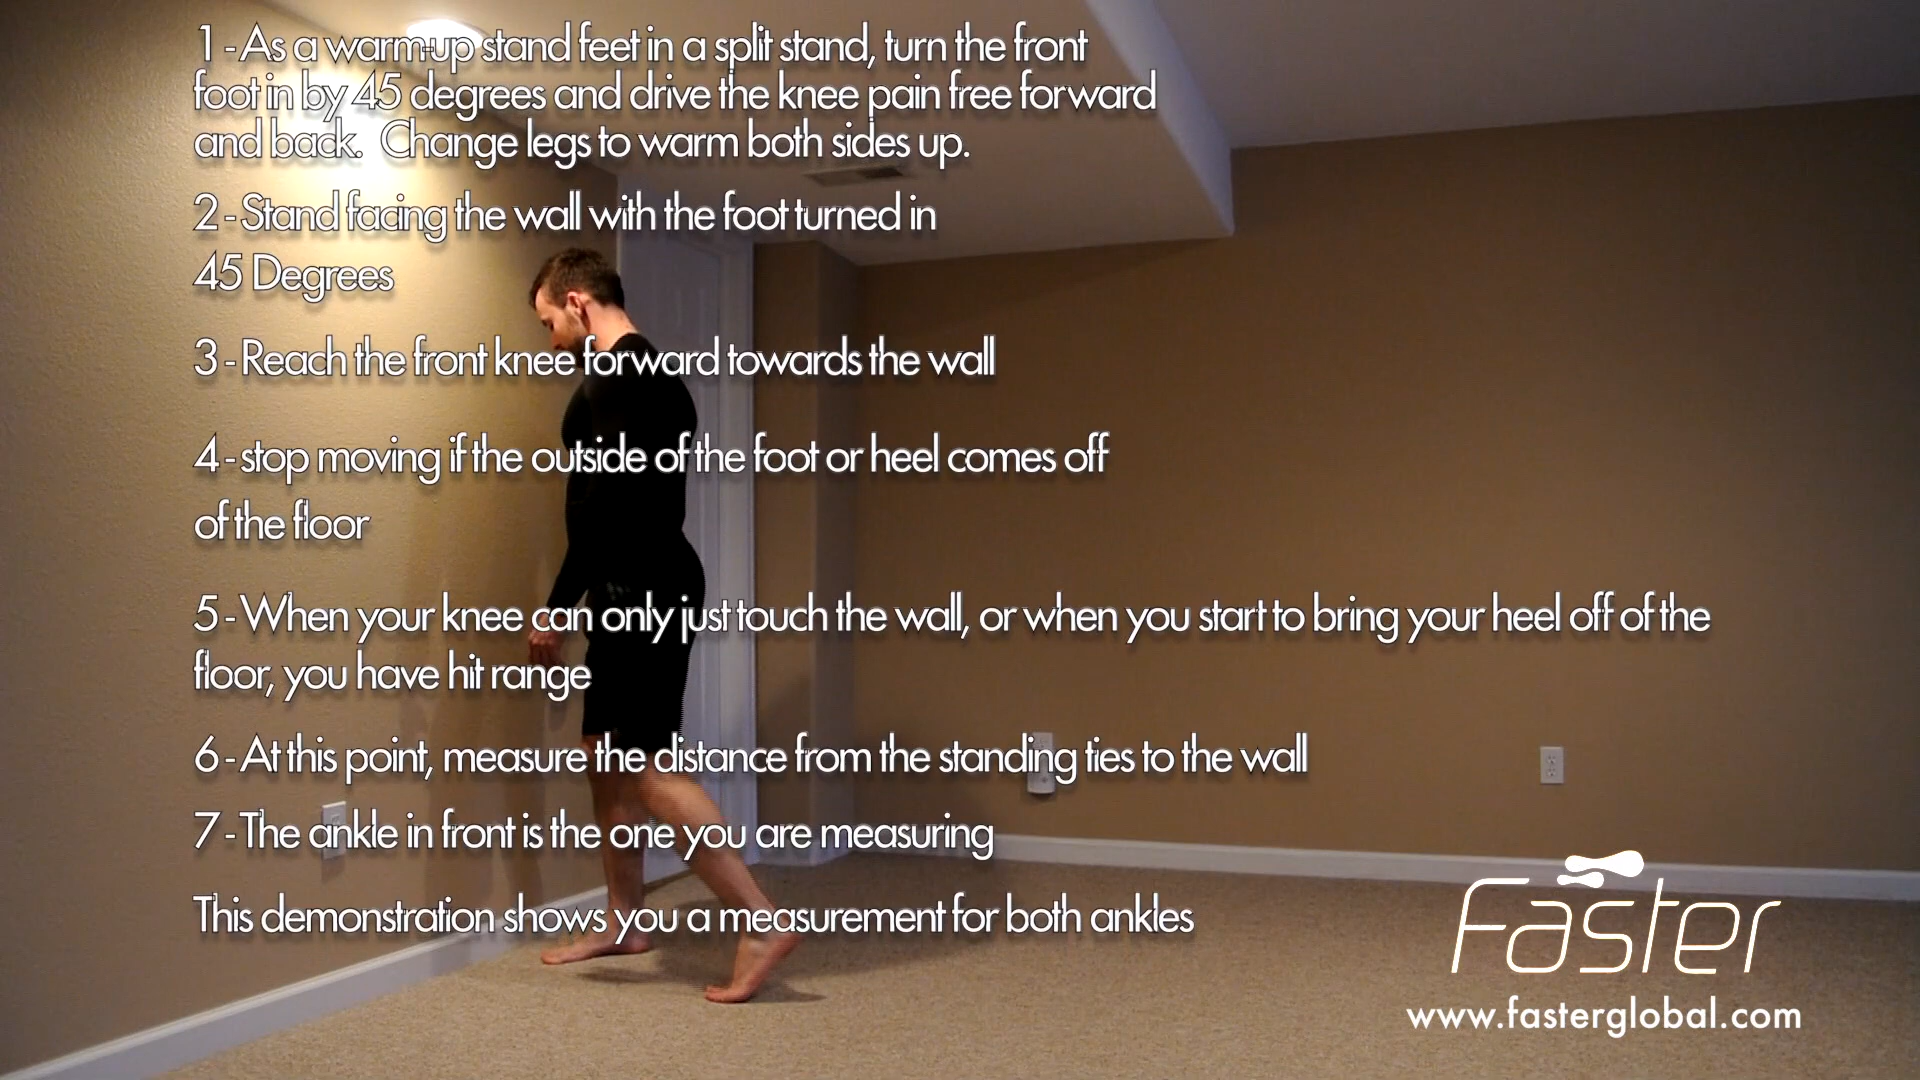 1 - As a warm-up stand feet in a split stand, turn the front
foot in by 45 degrees and drive the knee pain free forward
and back. Change legs to warm both sides up.
2 - Stand facing the wall with the foot turned in
45 Degrees
3 - Reach the front knee forward towards the wall
4 - stop moving if the outside of the foot or heel comes off
of the floor
5 - When your knee can only just touch the wall, or when you start to bring your heel off of the
floor, you have hit range
6 - At this point, measure the distance from the standing ties to the wall
7 - The ankle in front is the one you are measuring
This demonstration shows you a measurement for both ankles
Faster
www.fasterglobal.com